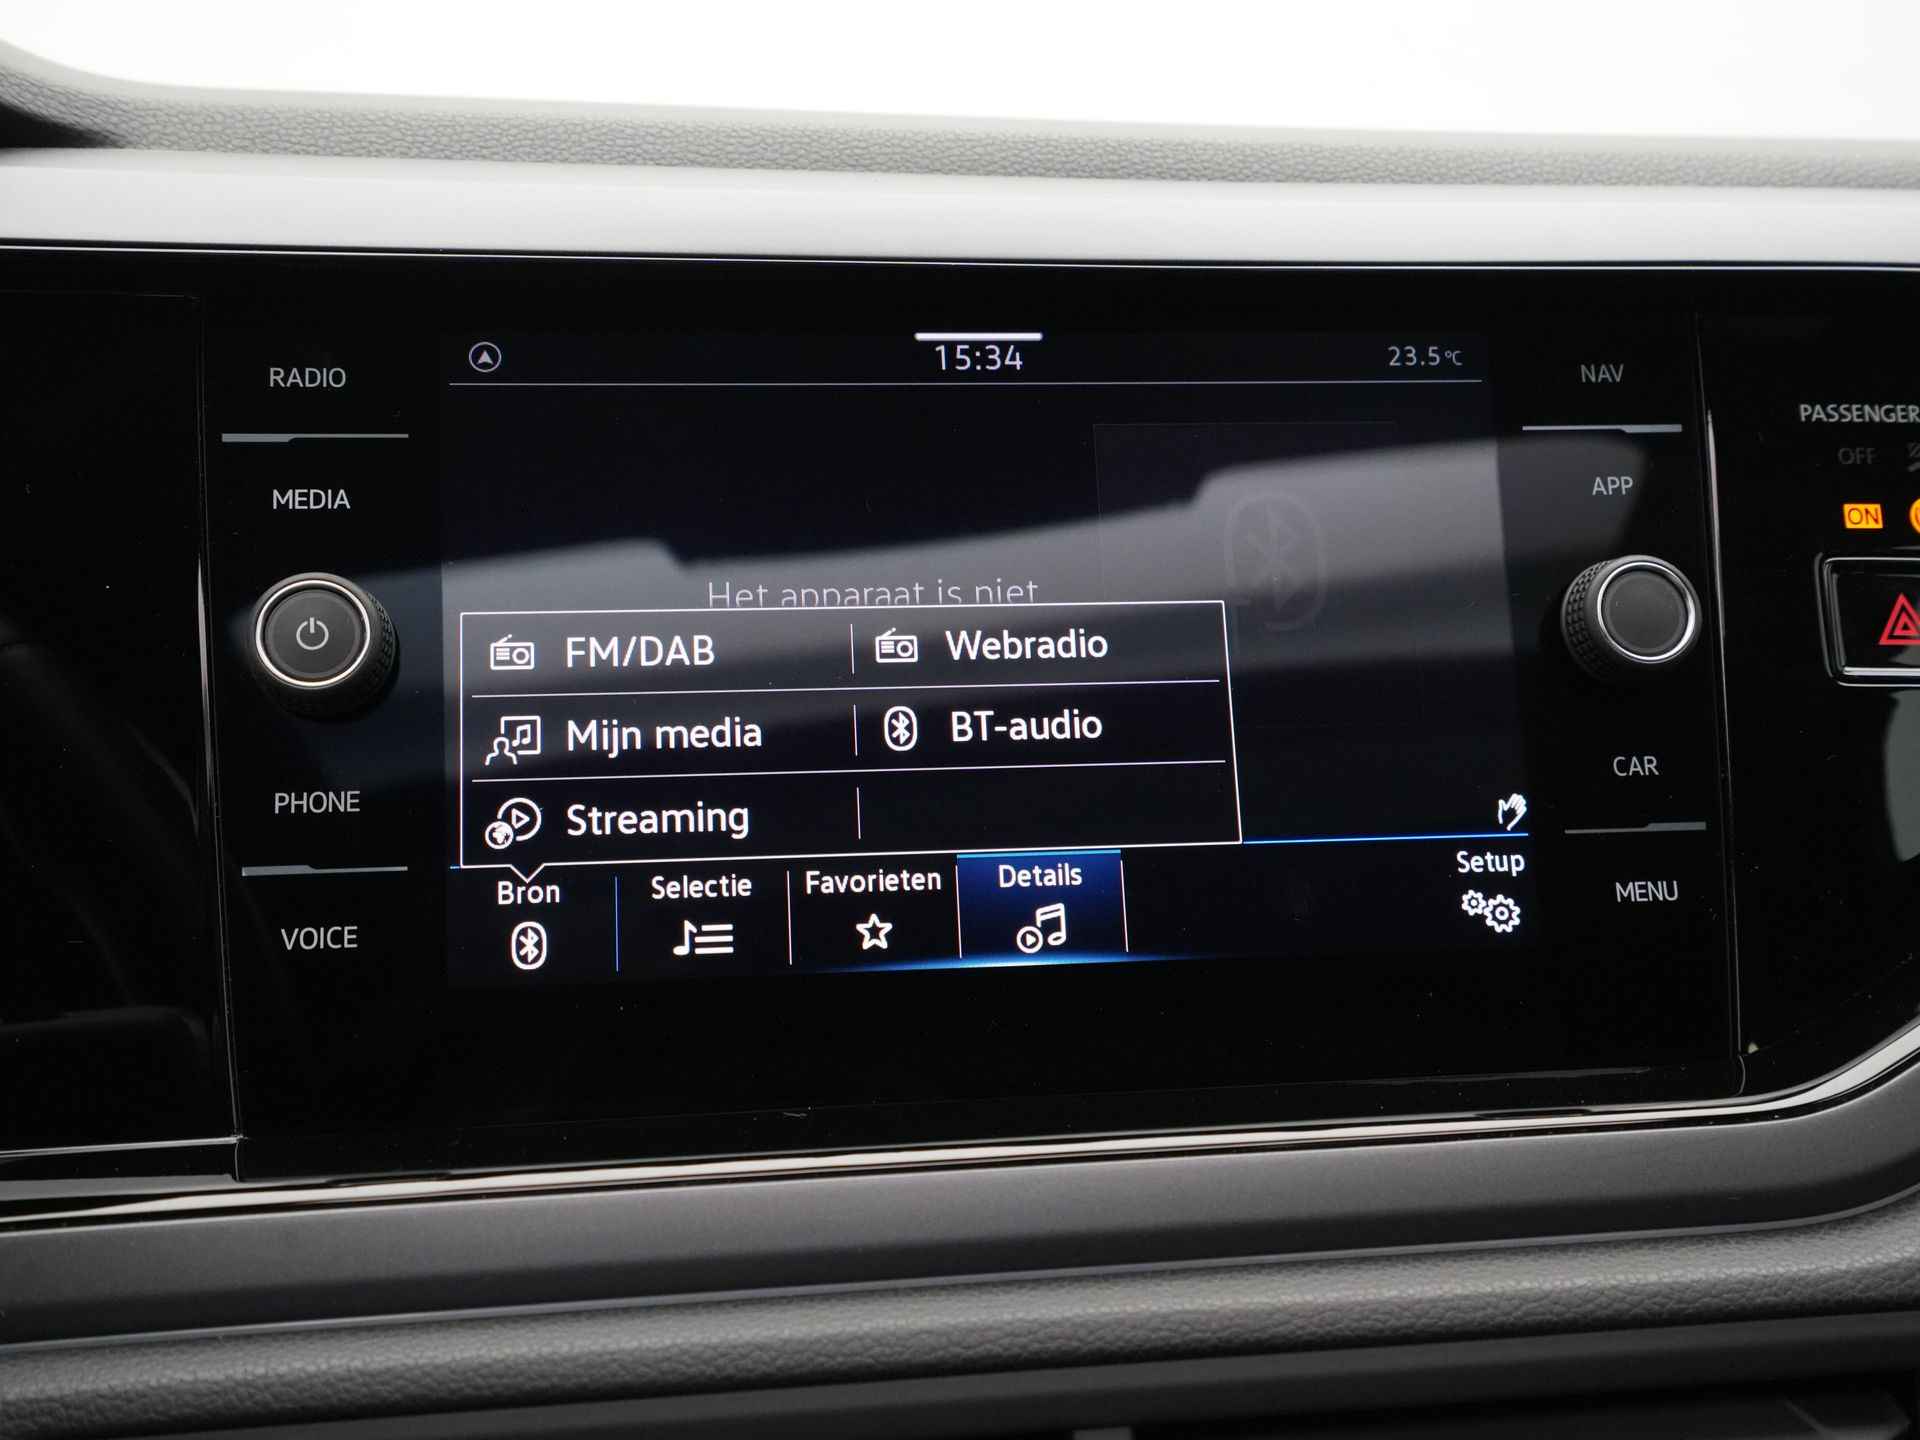 RADIO
MEDIA
PHONE
VOICE
15:34
23.5°C
Het apparaat is niet
FM/DAB
Webradio
Mijn media
BT-audio
Streaming
Bron
Selectie
Favorieten
Details
Setup
NAV
APP
CAR
MENU
PASSENGER
OFF
ON